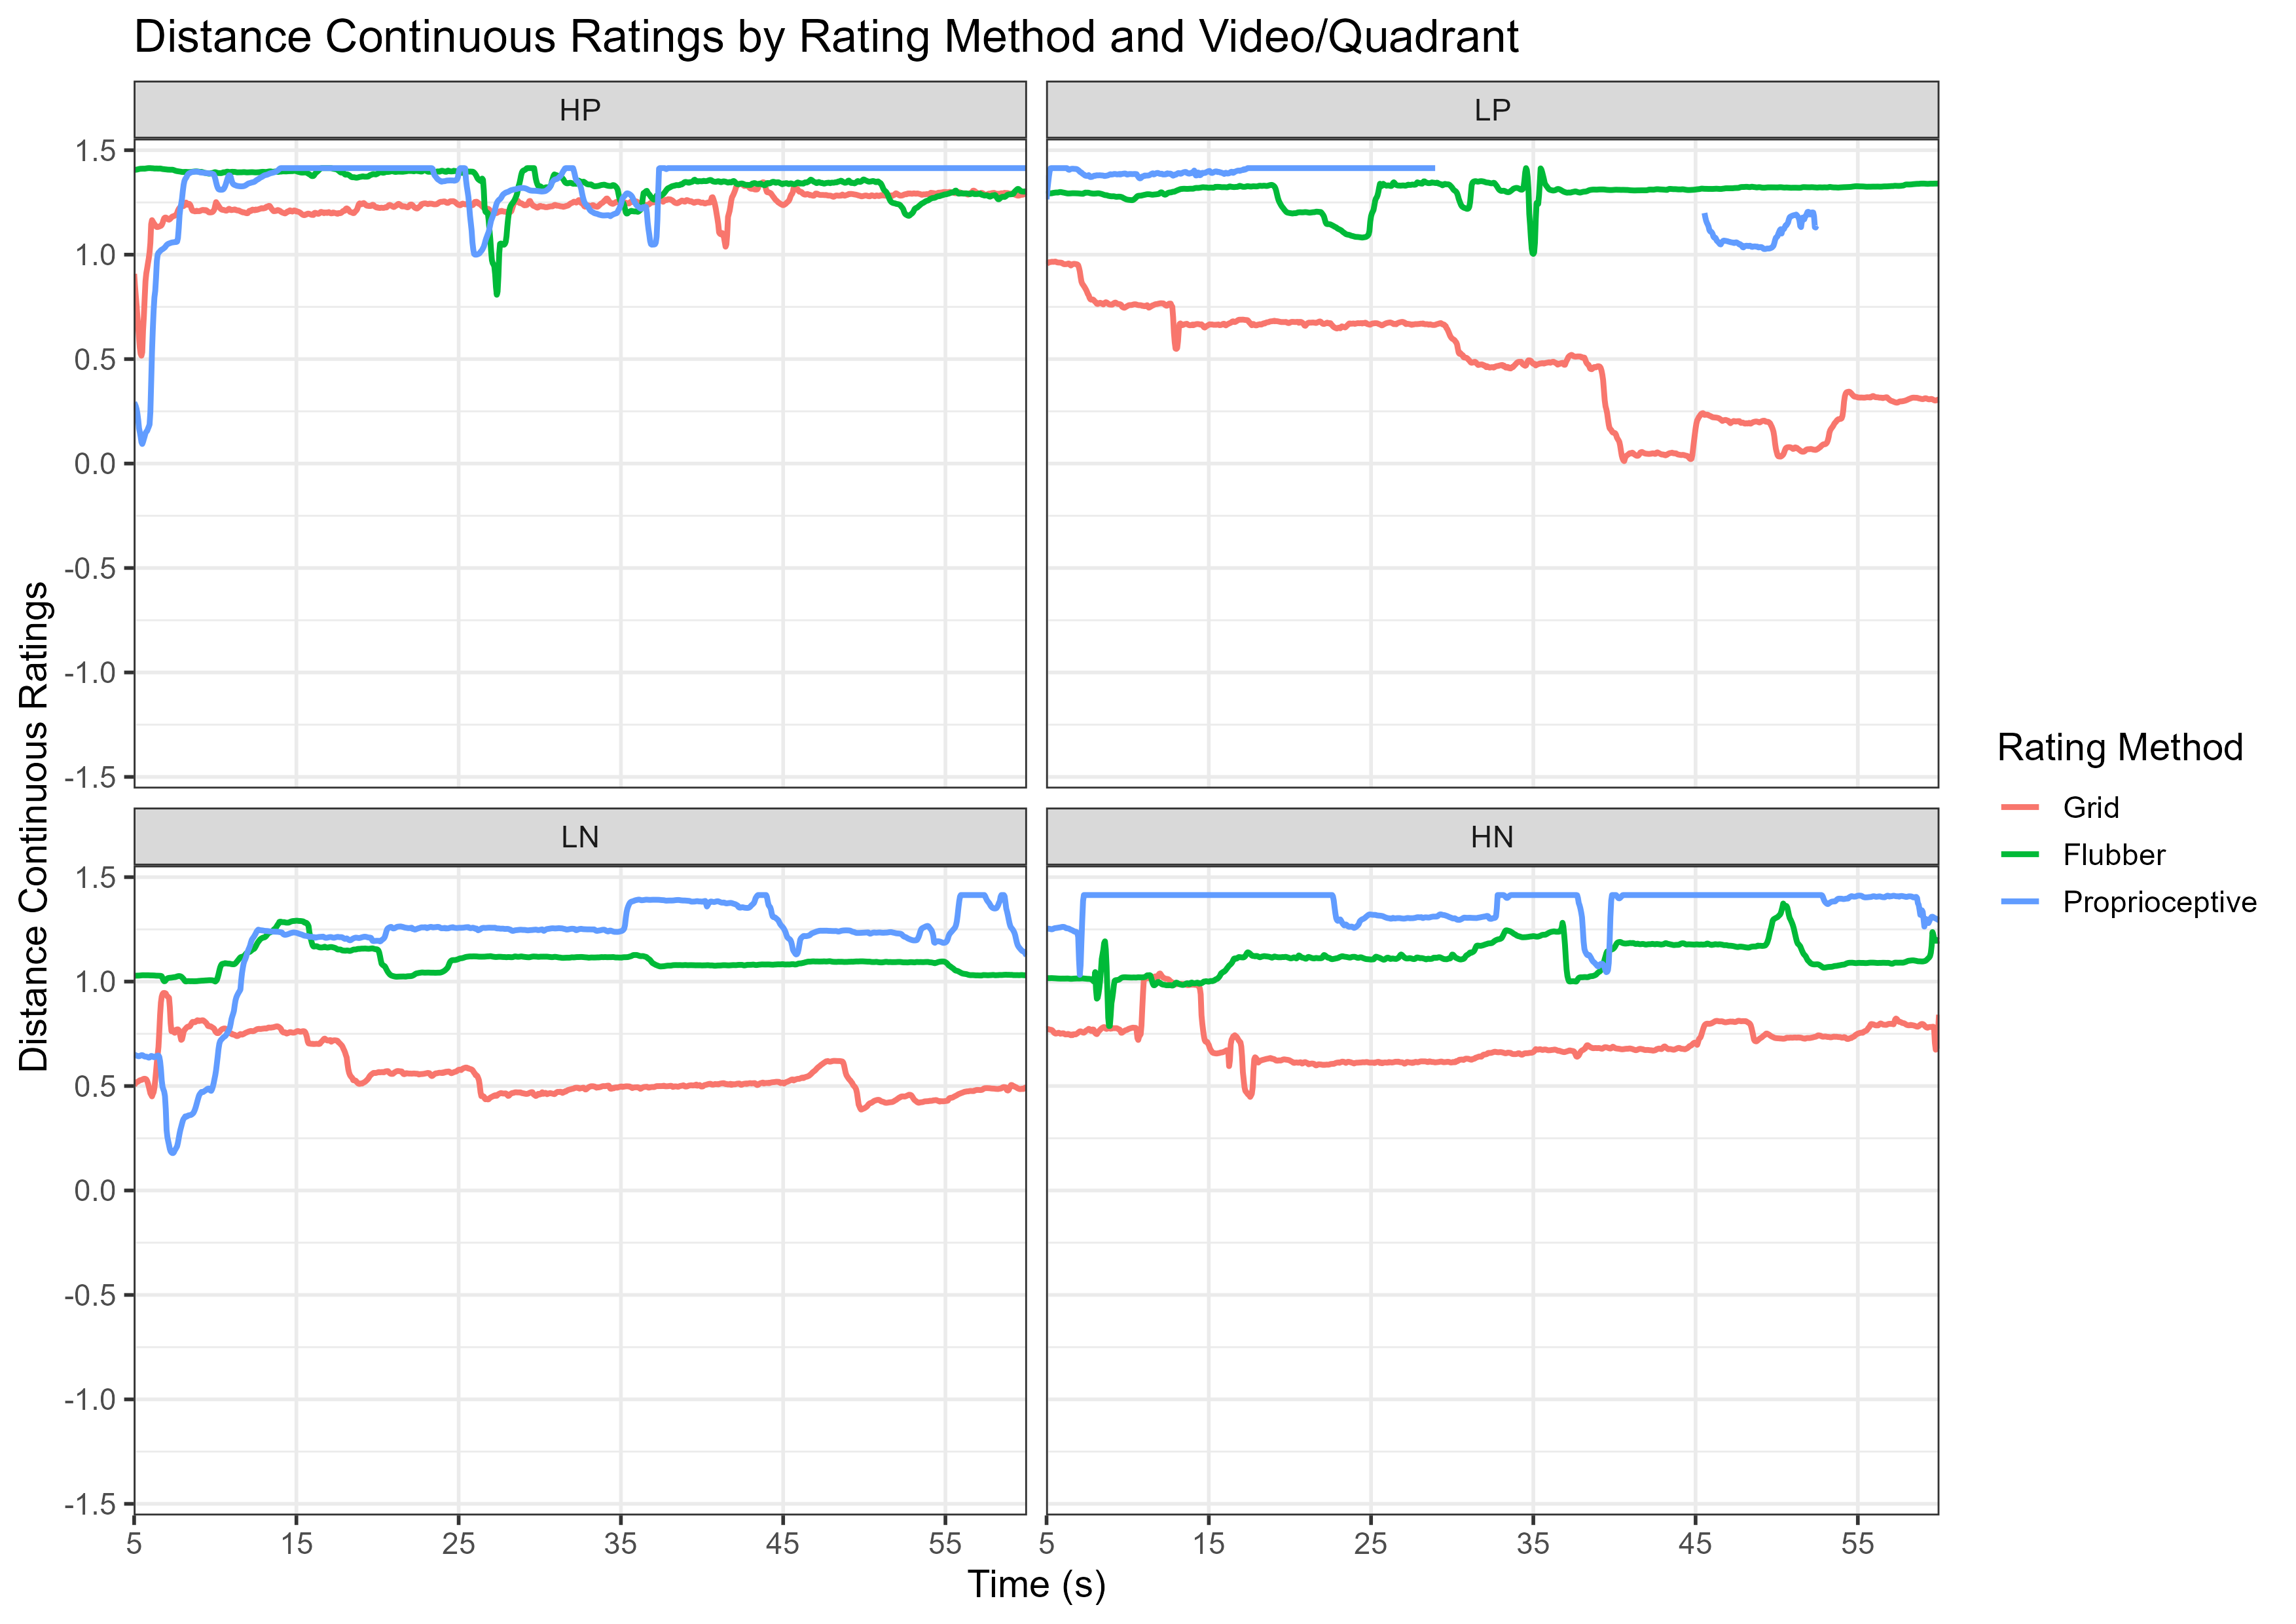 Distance Continuous Ratings by Rating Method and Video/Quadrant
HP
LP
1.5
1.0
0.5
0.0
-0.5
-1.0
-1.5
LN
HN
1.5
1.0
0.5
0.0
-0.5
-1.0
-1.5
5 15 25 35 45 55
5 15 25 35 45 55
Time (s)
Distance Continuous Ratings
Rating Method
Grid
Flubber
Proprioceptive